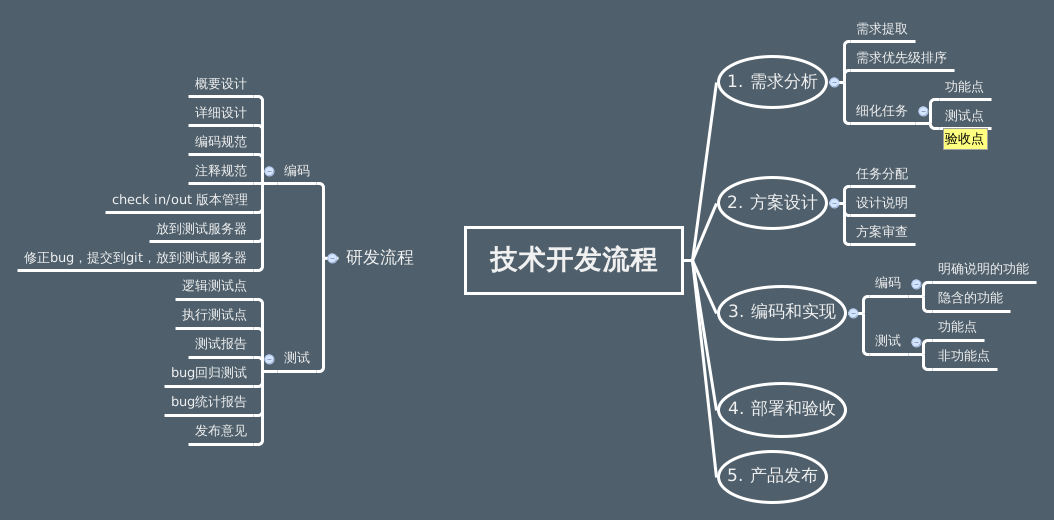 技术开发流程
1. 需求分析
需求提取
需求优先级排序
细化任务
功能点
测试点
验收点
2. 方案设计
任务分配
设计说明
方案审查
3. 编码和实现
编码
明确说明的功能
隐含的功能
测试
功能点
非功能点
4. 部署和验收
5. 产品发布
研发流程
编码
概要设计
详细设计
编码规范
注释规范
check in/out 版本管理
放到测试服务器
修正bug，提交到git，放到测试服务器
测试
逻辑测试点
执行测试点
测试报告
bug回归测试
bug统计报告
发布意见